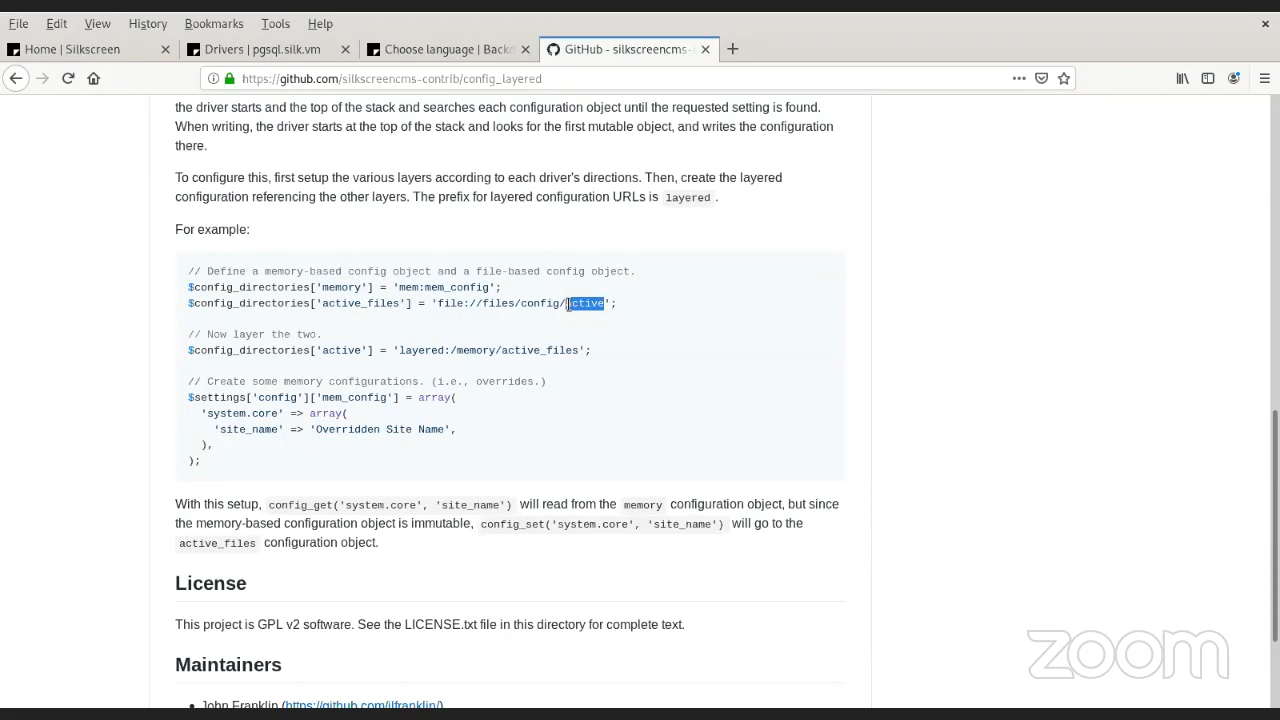 File Edit View History Bookmarks Tools Help
Home | Silkscreen
Drivers | pgsql.silk.vm
Choose language | Backd
GitHub - silkscreencms-
https://github.com/silkscreencms-contrib/config_layered
the driver starts and the top of the stack and searches each configuration object until the requested setting is found.
When writing, the driver starts at the top of the stack and looks for the first mutable object, and writes the configuration
there.
To configure this, first setup the various layers according to each driver's directions. Then, create the layered
configuration referencing the other layers. The prefix for layered configuration URLs is layered .
For example:
// Define a memory-based config object and a file-based config object.
$config_directories['memory'] = 'mem:mem_config';
$config_directories['active_files'] = 'file://files/config/active';
// Now layer the two.
$config_directories['active'] = 'layered:/memory/active_files';
// Create some memory configurations. (i.e., overrides.)
$settings['config']['mem_config'] = array(
'system.core' => array(
'site_name' => 'Overridden Site Name',
),
);
With this setup, config_get('system.core', 'site_name') will read from the memory configuration object, but since
the memory-based configuration object is immutable, config_set('system.core', 'site_name') will go to the
active_files configuration object.
License
This project is GPL v2 software. See the LICENSE.txt file in this directory for complete text.
zoom
Maintainers
John Franklin (https://github.com/jlfranklin/)